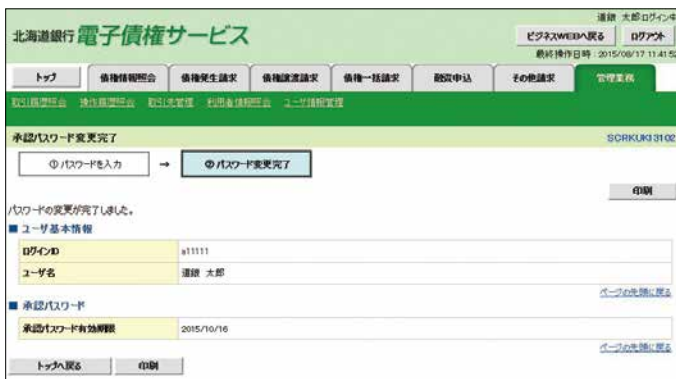 道銀 太郎ログイン中
北海道銀行 電子債権サービス
ビジネスWEBへ戻る ログアウト
最終操作日時:2015/08/17 11:41:52
トップ 債権情報照会 債権発生請求 債権譲渡請求 債権一括請求 融資申込 その他請求 管理業務
取引履歴照会 操作履歴照会 取引先管理 利用者情報照会 ユーザ情報管理
承認パスワード変更完了 SCRKUK13102
① パスワードを入力 → ② パスワード変更完了
印刷
パスワードの変更が完了しました。
■ ユーザ基本情報
ログインID a11111
ユーザ名 道銀 太郎
ページの先頭に戻る
■ 承認パスワード
承認パスワード有効期限 2015/10/16
ページの先頭に戻る
トップへ戻る 印刷